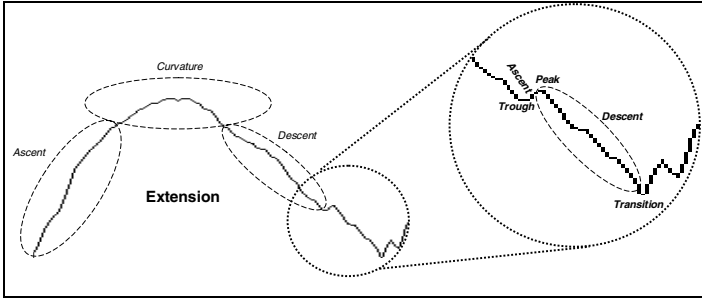 Curvature
Ascent
Descent
Extension
Ascent
Peak
Trough
Descent
Transition